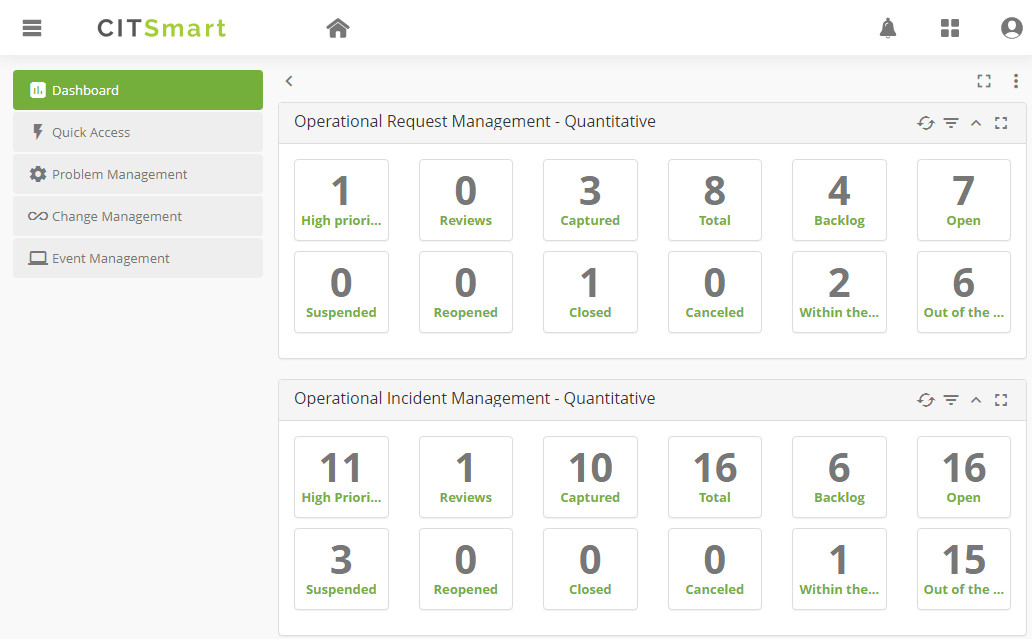 CITSmart
Dashboard
Quick Access
Problem Management
Change Management
Event Management
Operational Request Management - Quantitative
1 0 3 8 4 7
High priori... Reviews Captured Total Backlog Open
0 0 1 0 2 6
Suspended Reopened Closed Canceled Within the... Out of the ...
Operational Incident Management - Quantitative
11 1 10 16 6 16
High Priori... Reviews Captured Total Backlog Open
3 0 0 0 1 15
Suspended Reopened Closed Canceled Within the... Out of the ...